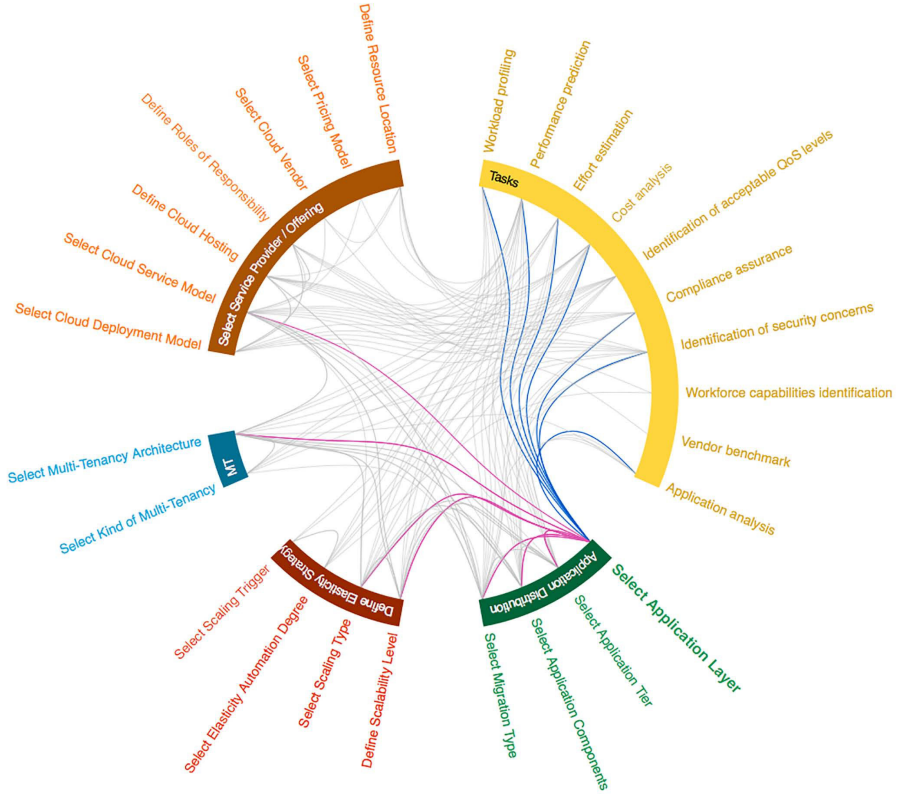 Define Resource Location
Select Pricing Model
Select Cloud Vendor
Define Roles of Responsibility
Define Cloud Hosting
Select Cloud Service Model
Select Cloud Deployment Model
Select Service Provider / Offering
Workload profiling
Performance prediction
Effort estimation
Cost analysis
Identification of acceptable QoS levels
Compliance assurance
Identification of security concerns
Workforce capabilities identification
Vendor benchmark
Application analysis
Tasks
Select Multi-Tenancy Architecture
Select Kind of Multi-Tenancy
MT
Select Scaling Trigger
Select Elasticity Automation Degree
Select Scaling Type
Define Scalability Level
Define Elasticity Strategy
Select Migration Type
Select Application Components
Select Application Tier
Select Application Layer
Application Distribution